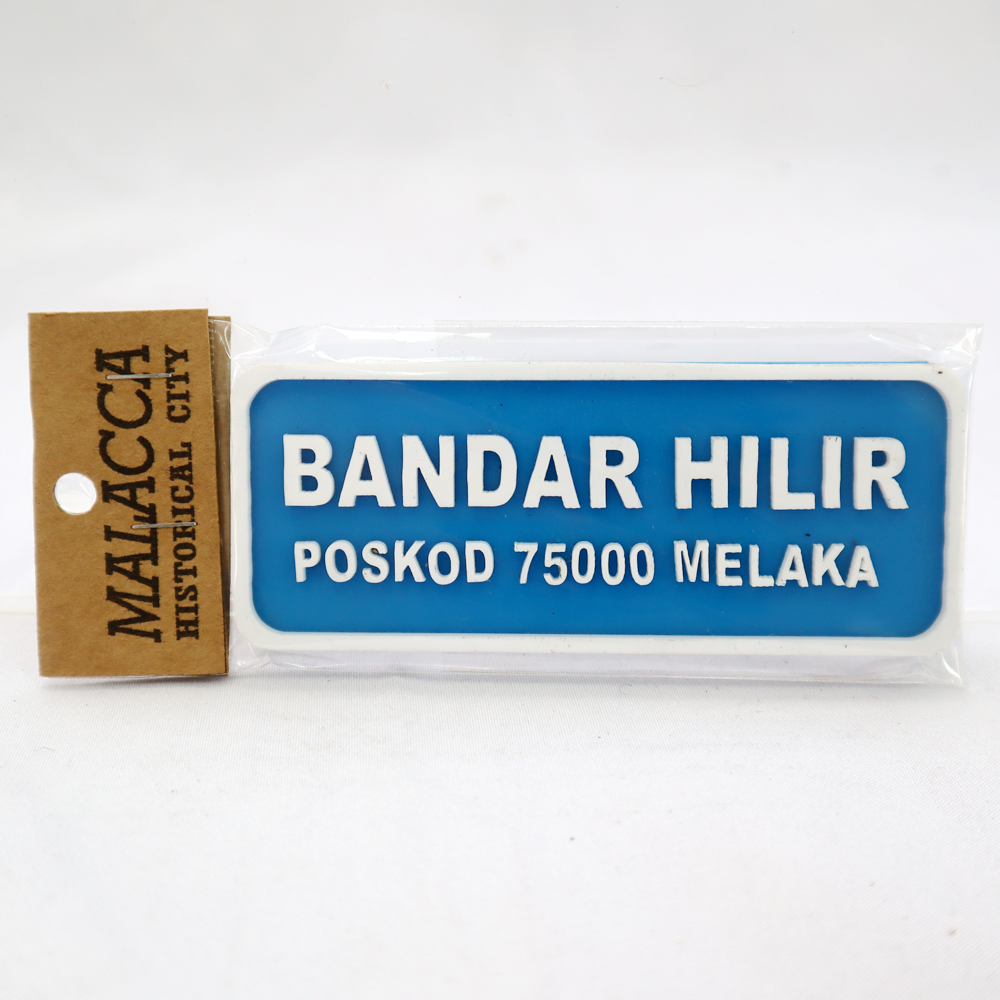 MALACCA
HISTORICAL CITY
BANDAR HILIR
POSKOD 75000 MELAKA